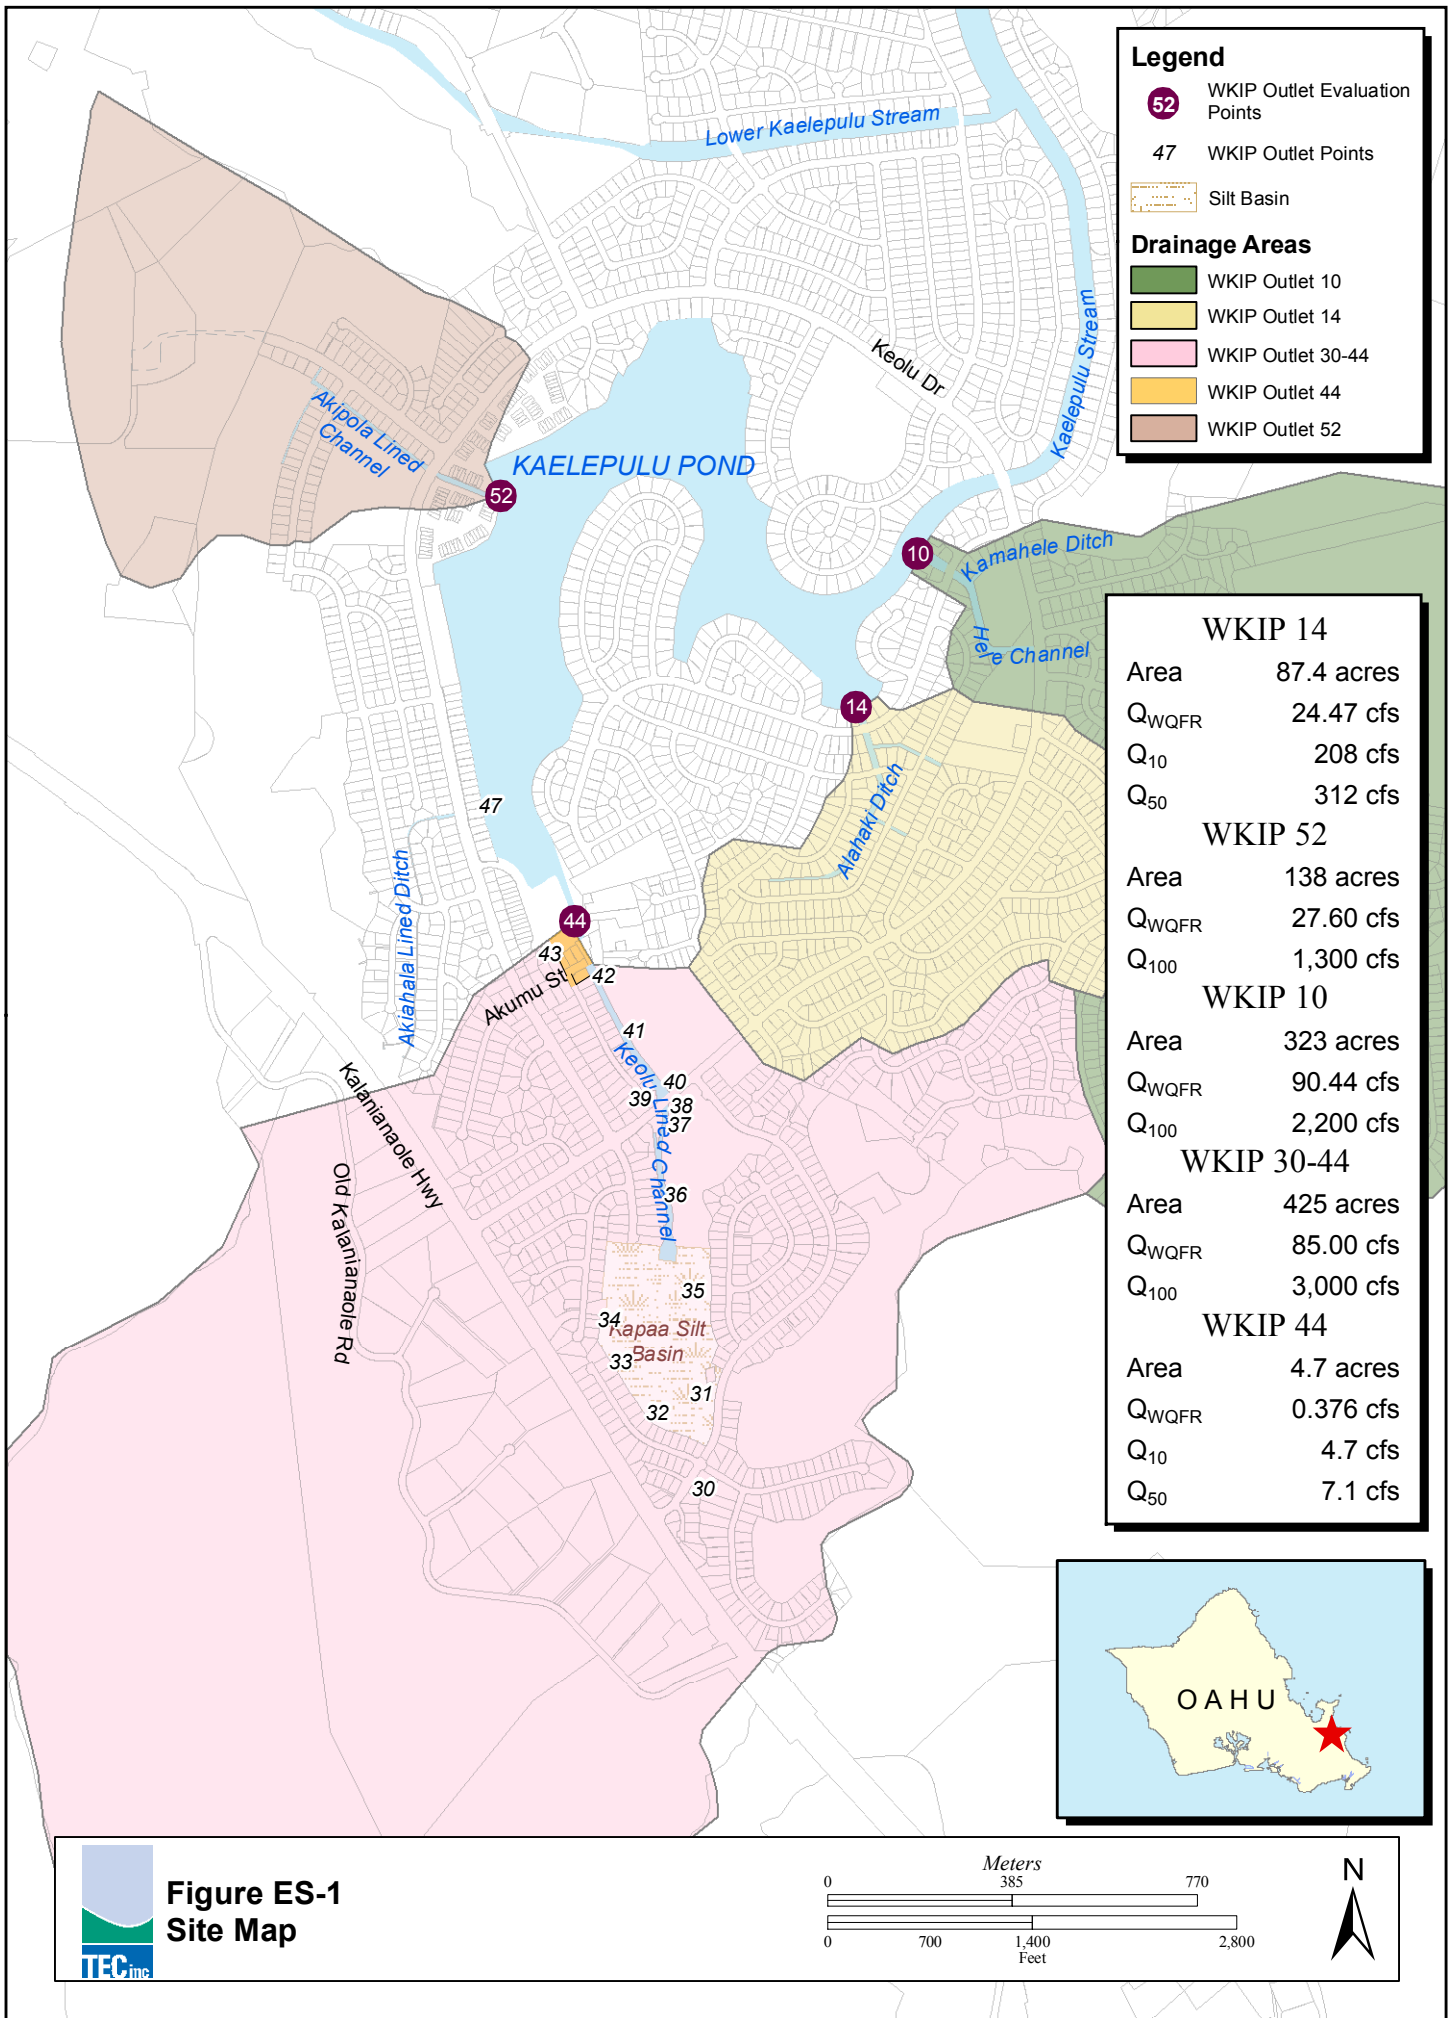 Legend
52 WKIP Outlet Evaluation
Points
47 WKIP Outlet Points
Silt Basin
Drainage Areas
WKIP Outlet 10
WKIP Outlet 14
WKIP Outlet 30-44
WKIP Outlet 44
WKIP Outlet 52
Lower Kaelepulu Stream
Kaelepulu Stream
Keolu Dr
Akipola Lined
Channel
KAELEPULU POND
52
10
Kamahele Ditch
Hele Channel
14
Alahaki Ditch
47
Akiahala Lined Ditch
44
43
42
Akumu St
41
Keolu Lined Channel
40
39
38
37
36
Kalanianaole Hwy
Old Kalanianaole Rd
35
34
Kapaa Silt
Basin
33
31
32
30
WKIP 14
Area 87.4 acres
QWQFR 24.47 cfs
Q10 208 cfs
Q50 312 cfs
WKIP 52
Area 138 acres
QWQFR 27.60 cfs
Q100 1,300 cfs
WKIP 10
Area 323 acres
QWQFR 90.44 cfs
Q100 2,200 cfs
WKIP 30-44
Area 425 acres
QWQFR 85.00 cfs
Q100 3,000 cfs
WKIP 44
Area 4.7 acres
QWQFR 0.376 cfs
Q10 4.7 cfs
Q50 7.1 cfs
OAHU
TEC inc
Figure ES-1
Site Map
Meters
0 385 770
0 700 1,400 2,800
Feet
N